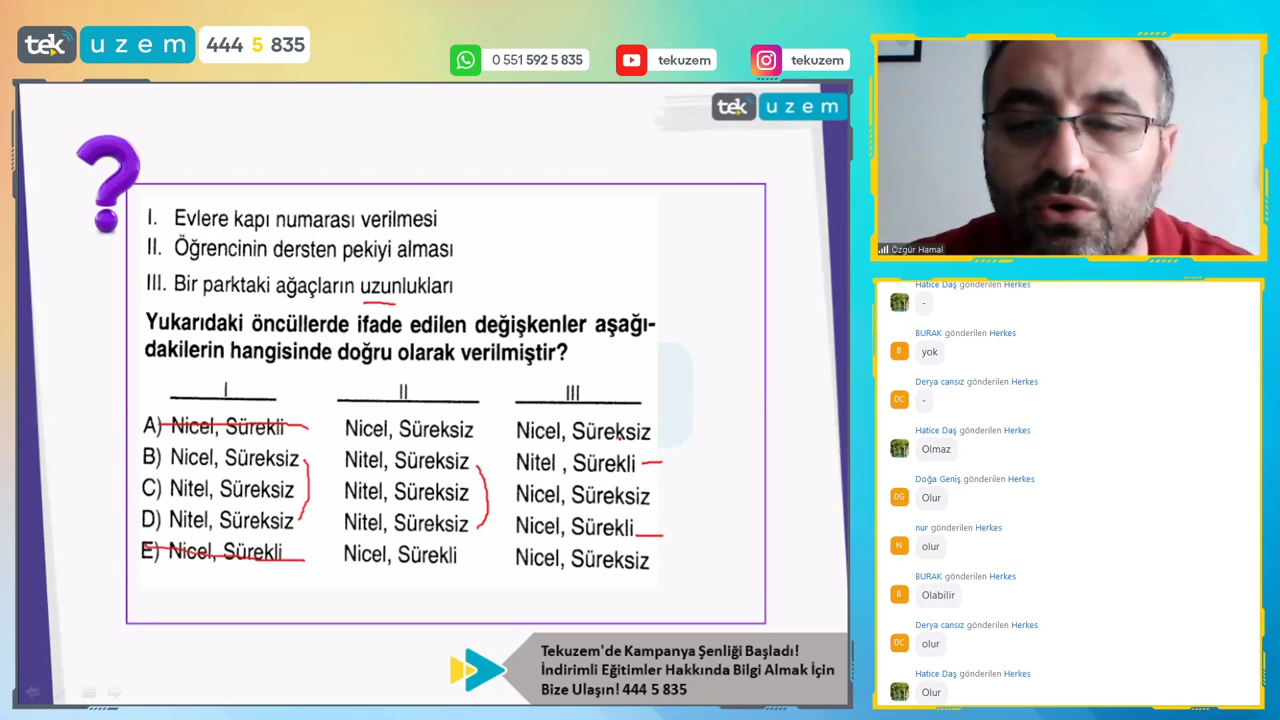 tek uzem 444 5 835
0 551 592 5 835
tekuzem
tekuzem
tek uzem
I. Evlere kapı numarası verilmesi
II. Öğrencinin dersten pekiyi alması
III. Bir parktaki ağaçların uzunlukları
Yukarıdaki öncüllerde ifade edilen değişkenler aşağı-
dakilerin hangisinde doğru olarak verilmiştir?
I II III
A) Nicel, Sürekli Nicel, Süreksiz Nicel, Süreksiz
B) Nicel, Süreksiz Nitel, Süreksiz Nitel , Sürekli
C) Nitel, Süreksiz Nitel, Süreksiz Nicel, Süreksiz
D) Nitel, Süreksiz Nitel, Süreksiz Nicel, Sürekli
E) Nicel, Sürekli Nicel, Sürekli Nicel, Süreksiz
Tekuzem'de Kampanya Şenliği Başladı!
İndirimli Eğitimler Hakkında Bilgi Almak İçin
Bize Ulaşın! 444 5 835
Özgür Hamal
Hatice Daş gönderilen Herkes
-
BURAK gönderilen Herkes
B yok
Derya cansız gönderilen Herkes
DC -
Hatice Daş gönderilen Herkes
Olmaz
Doğa Geniş gönderilen Herkes
DG Olur
nur gönderilen Herkes
N olur
BURAK gönderilen Herkes
B Olabilir
Derya cansız gönderilen Herkes
DC olur
Hatice Daş gönderilen Herkes
Olur